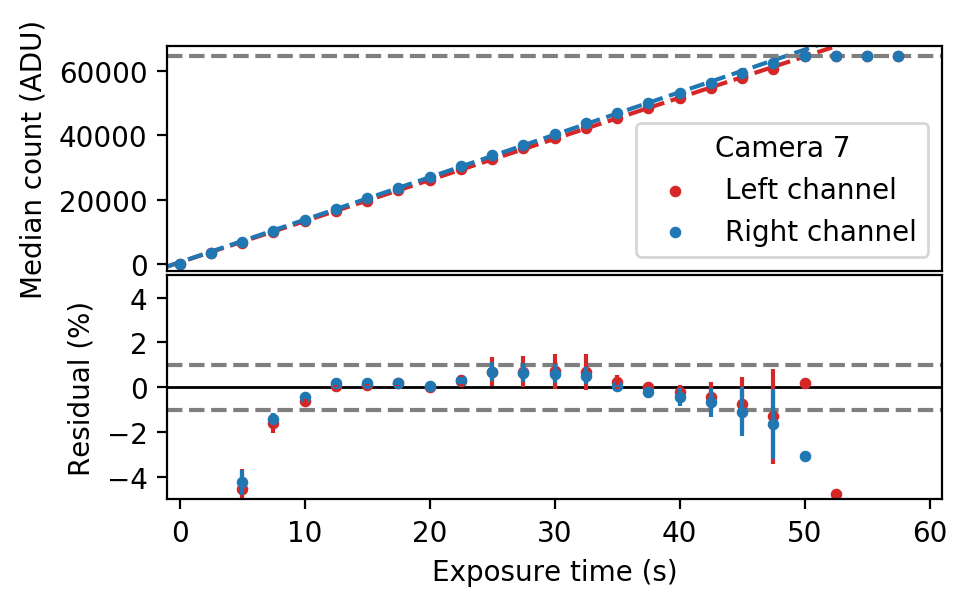 Median count (ADU)
60000
40000
20000
0
Camera 7
Left channel
Right channel
Residual (%)
4
2
0
−2
−4
0 10 20 30 40 50 60
Exposure time (s)